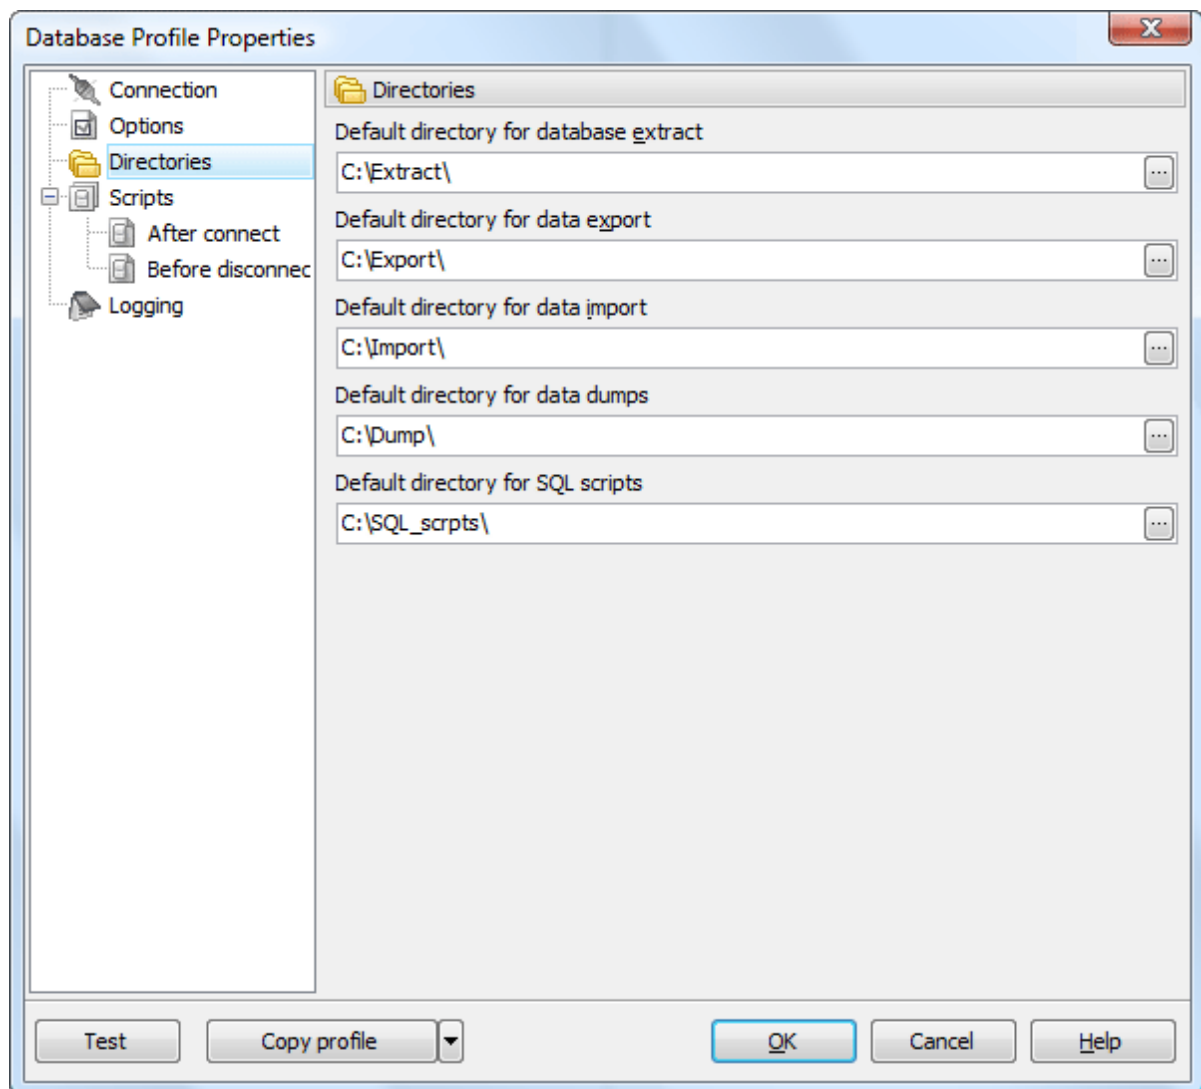 Database Profile Properties
Connection
Options
Directories
Scripts
After connect
Before disconnec
Logging
Directories
Default directory for database extract
C:\Extract\
...
Default directory for data export
C:\Export\
...
Default directory for data import
C:\Import\
...
Default directory for data dumps
C:\Dump\
...
Default directory for SQL scripts
C:\SQL_scrpts\
...
Test
Copy profile
OK
Cancel
Help